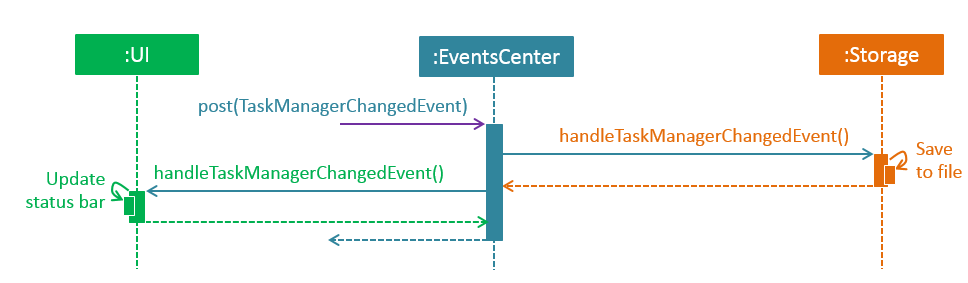 :UI
:EventsCenter
:Storage
post(TaskManagerChangedEvent)
handleTaskManagerChangedEvent()
Save
to file
handleTaskManagerChangedEvent()
Update
status bar